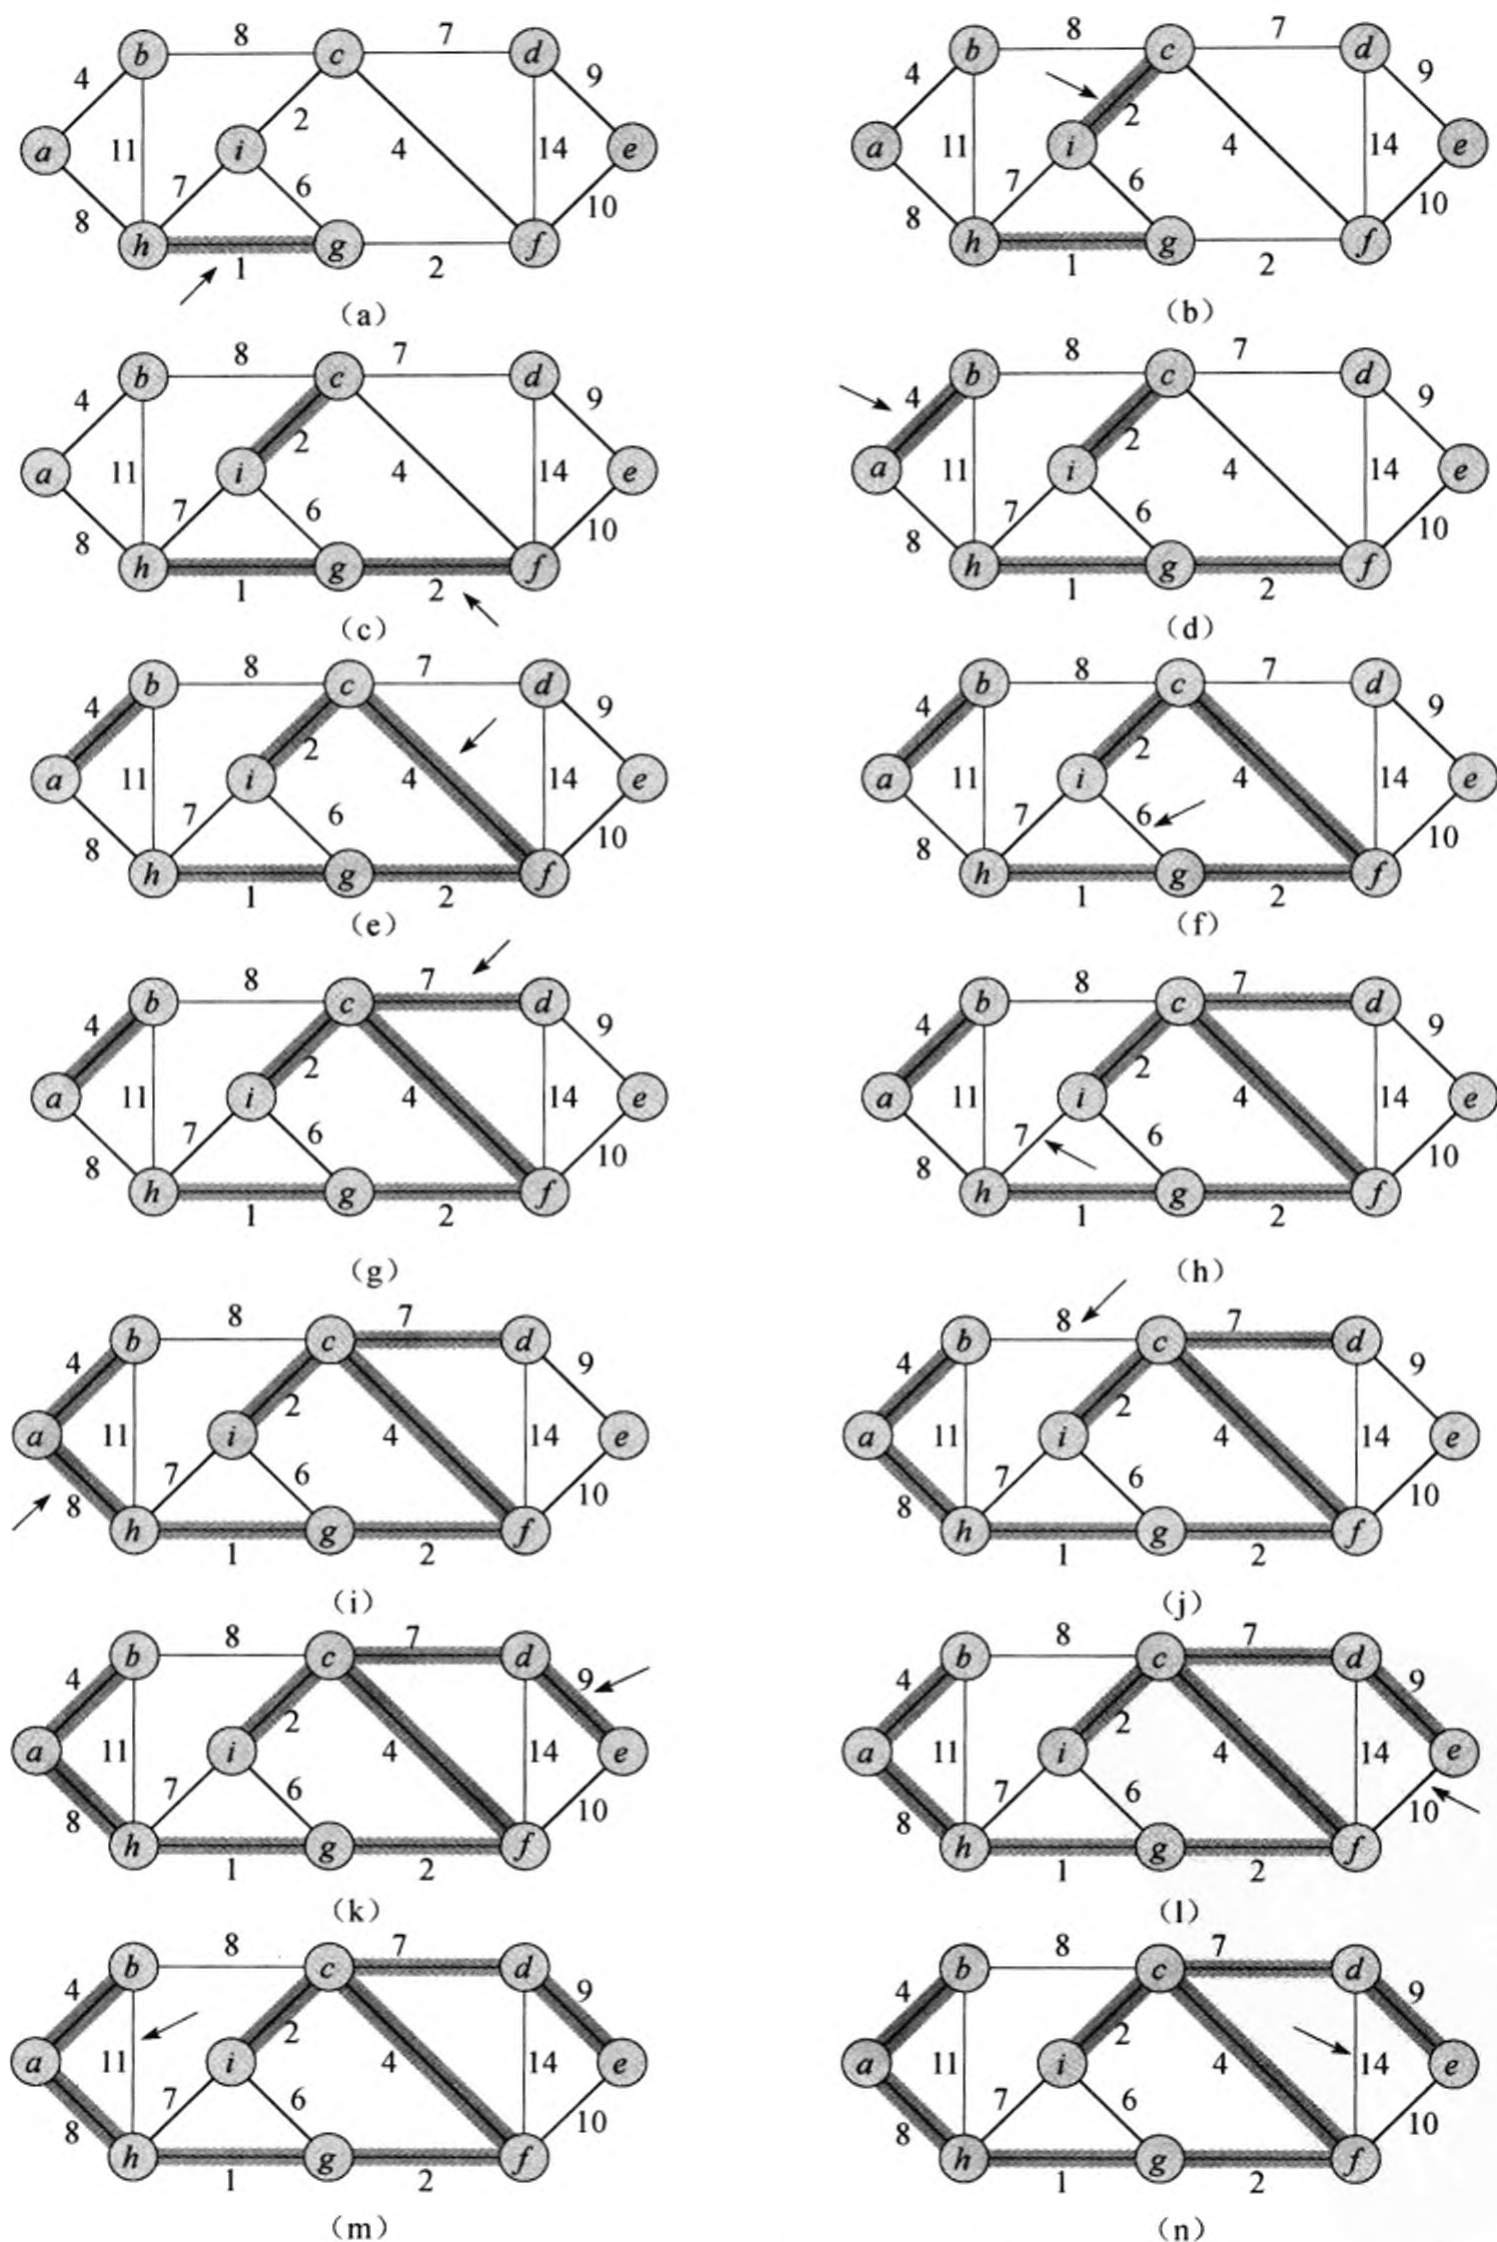 8 7
b c d
4 2 9
a 11 i 4 14 e
7 6
8 10
h g f
1 2
（a）
8 7
b c d
4 2 9
a 11 i 4 14 e
7 6
8 10
h g f
1 2
（b）
8 7
b c d
4 2 9
a 11 i 4 14 e
7 6
8 10
h g f
1 2
（c）
8 7
b c d
4 2 9
a 11 i 4 14 e
7 6
8 10
h g f
1 2
（d）
8 7
b c d
4 2 9
a 11 i 4 14 e
7 6
8 10
h g f
1 2
（e）
8 7
b c d
4 2 9
a 11 i 4 14 e
7 6
8 10
h g f
1 2
（f）
8 7
b c d
4 2 9
a 11 i 4 14 e
7 6
8 10
h g f
1 2
（g）
8 7
b c d
4 2 9
a 11 i 4 14 e
7 6
8 10
h g f
1 2
（h）
8 7
b c d
4 2 9
a 11 i 4 14 e
7 6
8 10
h g f
1 2
（i）
8 7
b c d
4 2 9
a 11 i 4 14 e
7 6
8 10
h g f
1 2
（j）
8 7
b c d
4 2 9
a 11 i 4 14 e
7 6
8 10
h g f
1 2
（k）
8 7
b c d
4 2 9
a 11 i 4 14 e
7 6
8 10
h g f
1 2
（l）
8 7
b c d
4 2 9
a 11 i 4 14 e
7 6
8 10
h g f
1 2
（m）
8 7
b c d
4 2 9
a 11 i 4 14 e
7 6
8 10
h g f
1 2
（n）